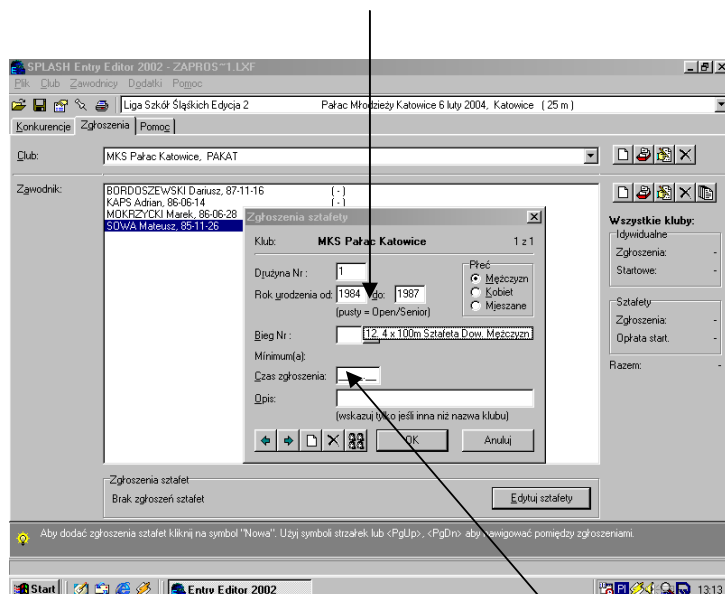 SPLASH Entry Editor 2002 - ZAPROS~1.LXF
Plik Club Zawodnicy Dodatki Pomoc
Liga Szkół Śląskich Edycja 2 Pałac Młodzieży Katowice 6 luty 2004, Katowice (25 m)
Konkurencje Zgłoszenia Pomoc
Club: MKS Pałac Katowice, PAKAT
Zawodnik:
BORDOSZEWSKI Dariusz, 87-11-16 (-)
KAPS Adrian, 86-06-14 (-)
MOKRZYCKI Marek, 86-06-28
SOWA Mateusz, 85-11-26
Zgłoszenia sztafety
Klub: MKS Pałac Katowice 1 z 1
Drużyna Nr : 1
Rok urodzenia od: 1984 do: 1987
(pusty = Open/Senior)
Płeć
Mężczyzn
Kobiet
Mieszane
Bieg Nr :
12, 4 x 100m Sztafeta Dow. Mężczyzn
Minimum(a):
Czas zgłoszenia: __.__
Opis:
(wskazuj tylko jeśli inna niż nazwa klubu)
OK Anuluj
Wszystkie kluby:
Idywidualne
Zgłoszenia: -
Startowe: -
Sztafety
Zgłoszenia: -
Opłata start. -
Razem: -
Zgłoszenia sztafet
Brak zgłoszeń sztafet
Edytuj sztafety
Aby dodać zgłoszenia sztafet kliknij na symbol "Nowa". Użyj symboli strzałek lub <PgUp>, <PgDn> aby nawigować pomiędzy zgłoszeniami.
Start Entry Editor 2002 Pl 13:13